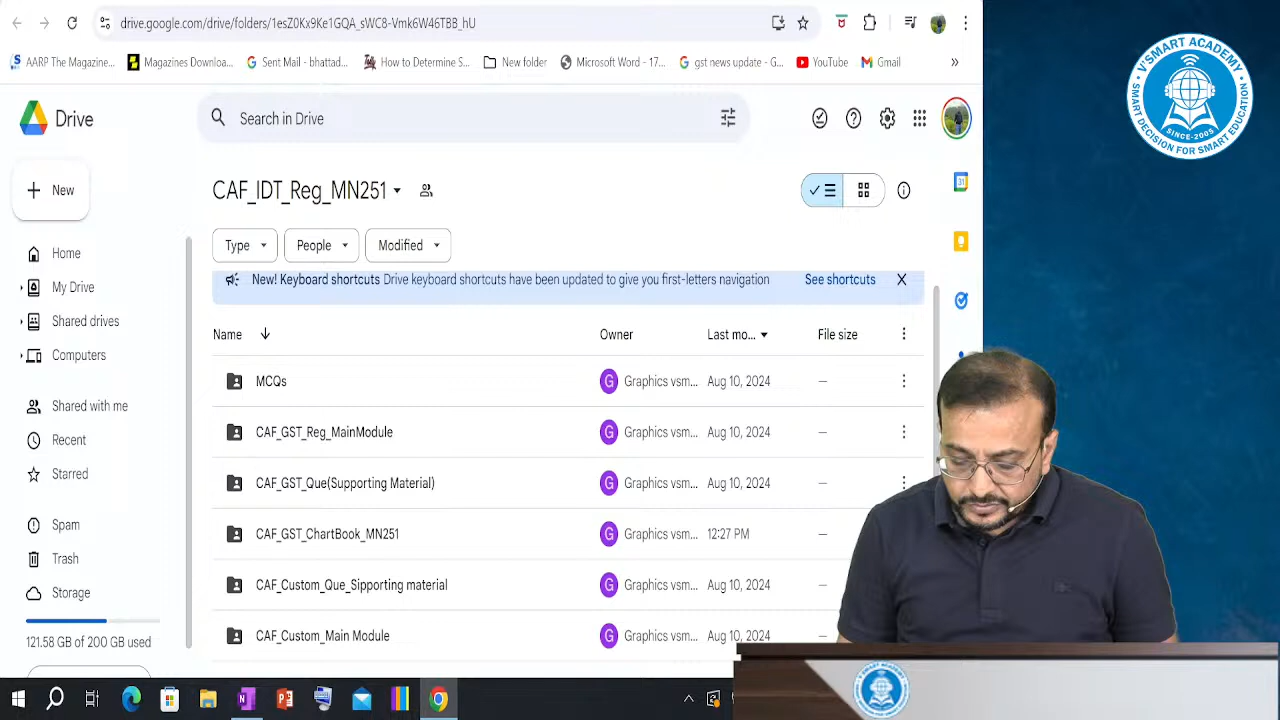 drive.google.com/drive/folders/1esZ0Kx9Ke1GQA_sWC8-Vmk6W46TBB_hU
AARP The Magazine... Magazines Downloa... Sent Mail - bhattad... How to Determine S... New folder Microsoft Word - 17... gst news update - G... YouTube Gmail »
Drive
Search in Drive
New
CAF_IDT_Reg_MN251
Type People Modified
New! Keyboard shortcuts Drive keyboard shortcuts have been updated to give you first-letters navigation See shortcuts X
Home
My Drive
Shared drives
Computers
Shared with me
Recent
Starred
Spam
Trash
Storage
121.58 GB of 200 GB used
Name Owner Last mo... File size
MCQs G Graphics vsm... Aug 10, 2024 —
CAF_GST_Reg_MainModule G Graphics vsm... Aug 10, 2024 —
CAF_GST_Que(Supporting Material) G Graphics vsm... Aug 10, 2024 —
CAF_GST_ChartBook_MN251 G Graphics vsm... 12:27 PM —
CAF_Custom_Que_Sipporting material G Graphics vsm... Aug 10, 2024 —
CAF_Custom_Main Module G Graphics vsm... Aug 10, 2024 —
31
V'SMART ACADEMY
SINCE-2005
SMART DECISION FOR SMART EDUCATION